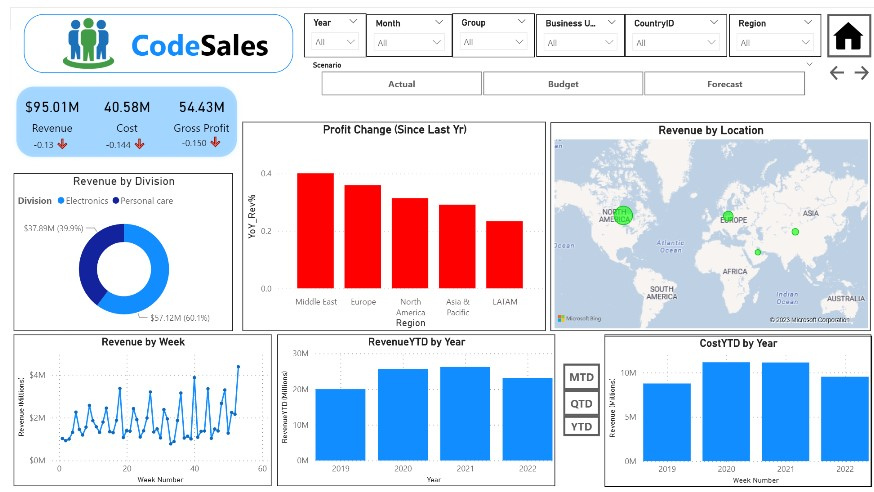 CodeSales
Year
All
Month
All
Group
All
Business U...
All
CountryID
All
Region
All
Scenario
Actual
Budget
Forecast
$95.01M
Revenue
-0.13
40.58M
Cost
-0.144
54.43M
Gross Profit
-0.150
Revenue by Division
Division Electronics Personal care
$37.89M (39.9%)
$57.12M (60.1%)
Profit Change (Since Last Yr)
YoY_Rev%
0.4
0.2
0.0
Middle East
Europe
North
America
Asia &
Pacific
LATAM
Region
Revenue by Location
NORTH
AMERICA
EUROPE
ASIA
Atlantic
Ocean
AFRICA
SOUTH
AMERICA
Indian
Ocean
AUSTRALIA
Microsoft Bing
© 2023 Microsoft Corporation
Revenue by Week
Revenue (Millions)
$4M
$2M
$0M
0 20 40 60
Week Number
RevenueYTD by Year
RevenueYTD (Millions)
30M
20M
10M
0M
2019 2020 2021 2022
Year
MTD
QTD
YTD
CostYTD by Year
Revenue (Millions)
10M
5M
0M
2019 2020 2021 2022
Week Number